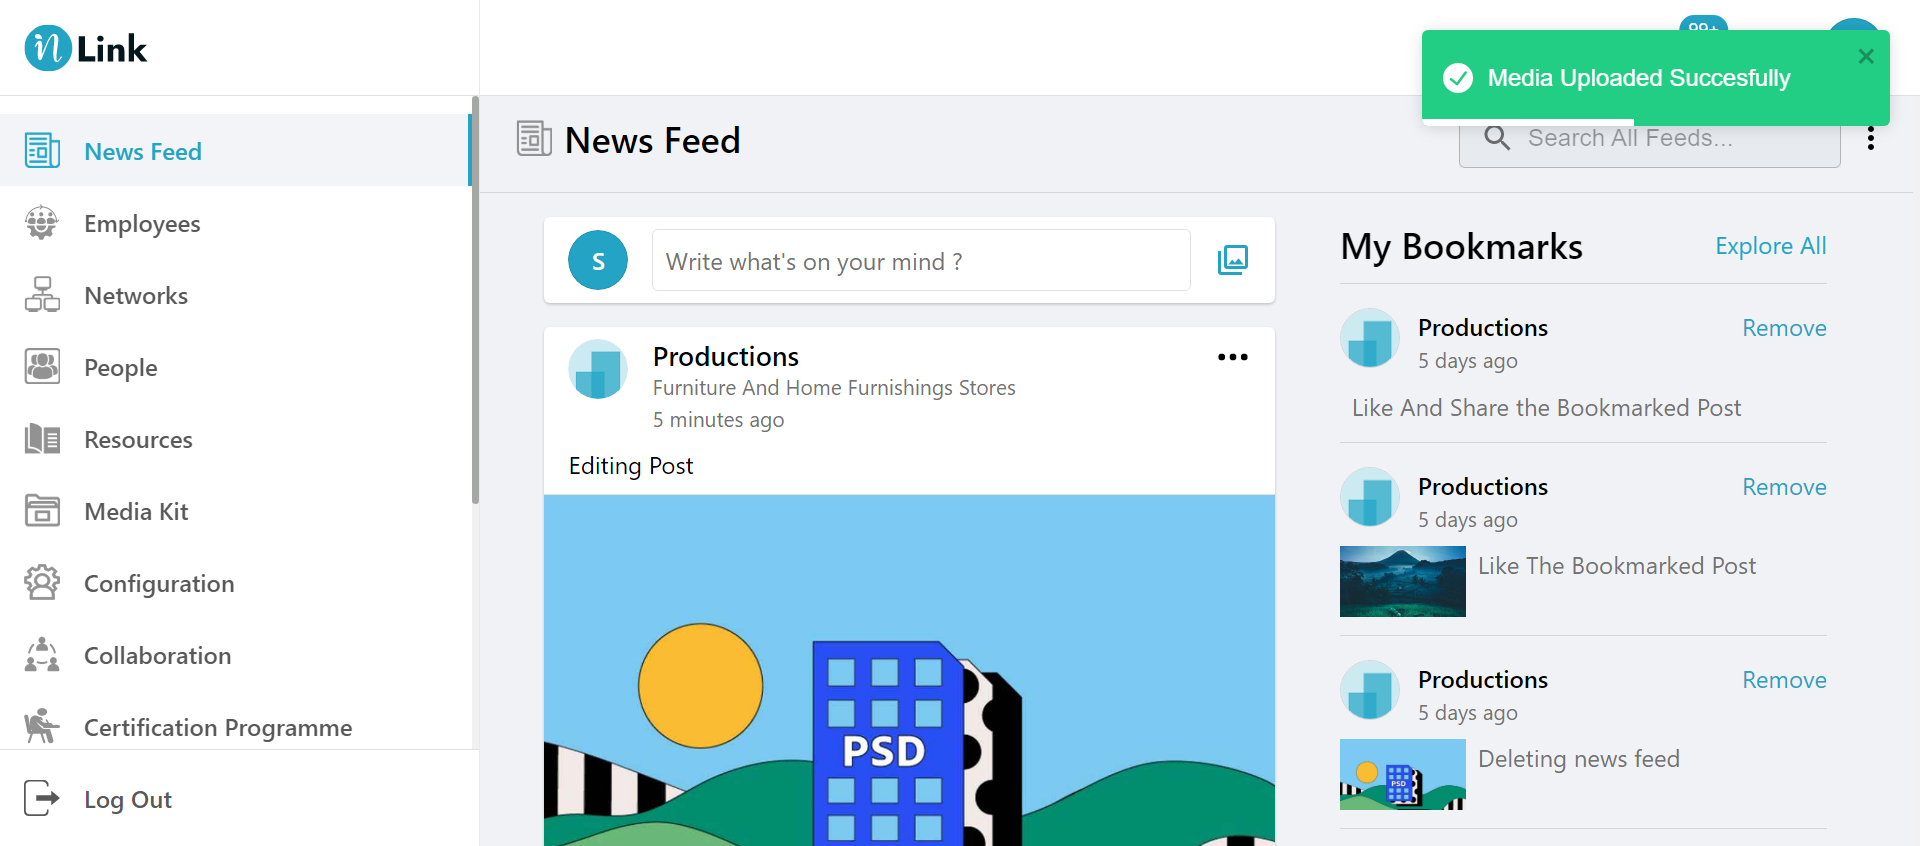 n Link
99+
Media Uploaded Succesfully
News Feed
Employees
Networks
People
Resources
Media Kit
Configuration
Collaboration
Certification Programme
Log Out
News Feed
Search All Feeds...
S
Write what's on your mind ?
Productions
Furniture And Home Furnishings Stores
5 minutes ago
Editing Post
PSD
My Bookmarks
Explore All
Productions
Remove
5 days ago
Like And Share the Bookmarked Post
Productions
Remove
5 days ago
Like The Bookmarked Post
Productions
Remove
5 days ago
PSD
Deleting news feed